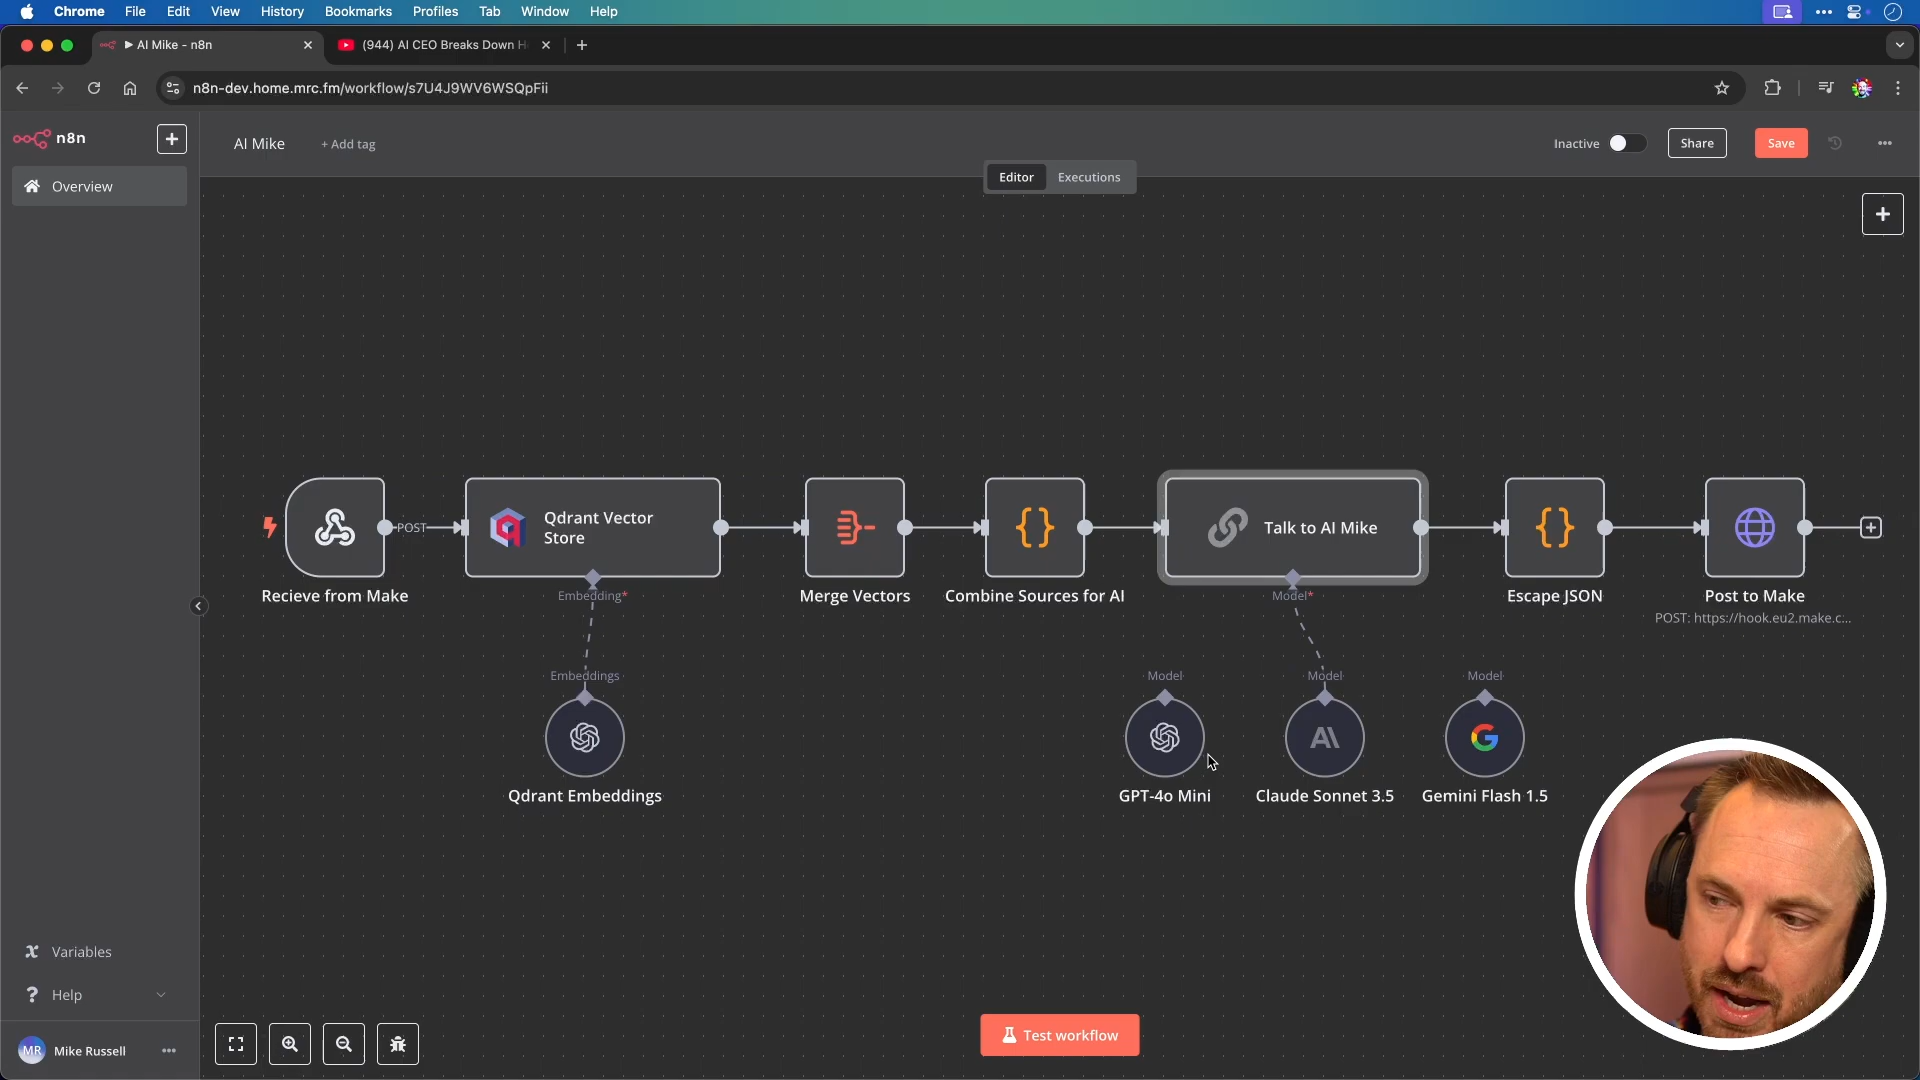 Chrome File Edit View History Bookmarks Profiles Tab Window Help
AI Mike - n8n
(944) AI CEO Breaks Down H
n8n-dev.home.mrc.fm/workflow/s7U4J9WV6WSQpFii
n8n
AI Mike
+ Add tag
Inactive
Share
Save
Editor
Executions
Overview
POST
Qdrant Vector
Store
Talk to AI Mike
Recieve from Make
Embedding*
Merge Vectors
Combine Sources for AI
Model*
Escape JSON
Post to Make
POST: https://hook.eu2.make.c...
Embeddings
Model
Model
Model
Qdrant Embeddings
GPT-4o Mini
Claude Sonnet 3.5
Gemini Flash 1.5
Variables
Help
MR
Mike Russell
Test workflow